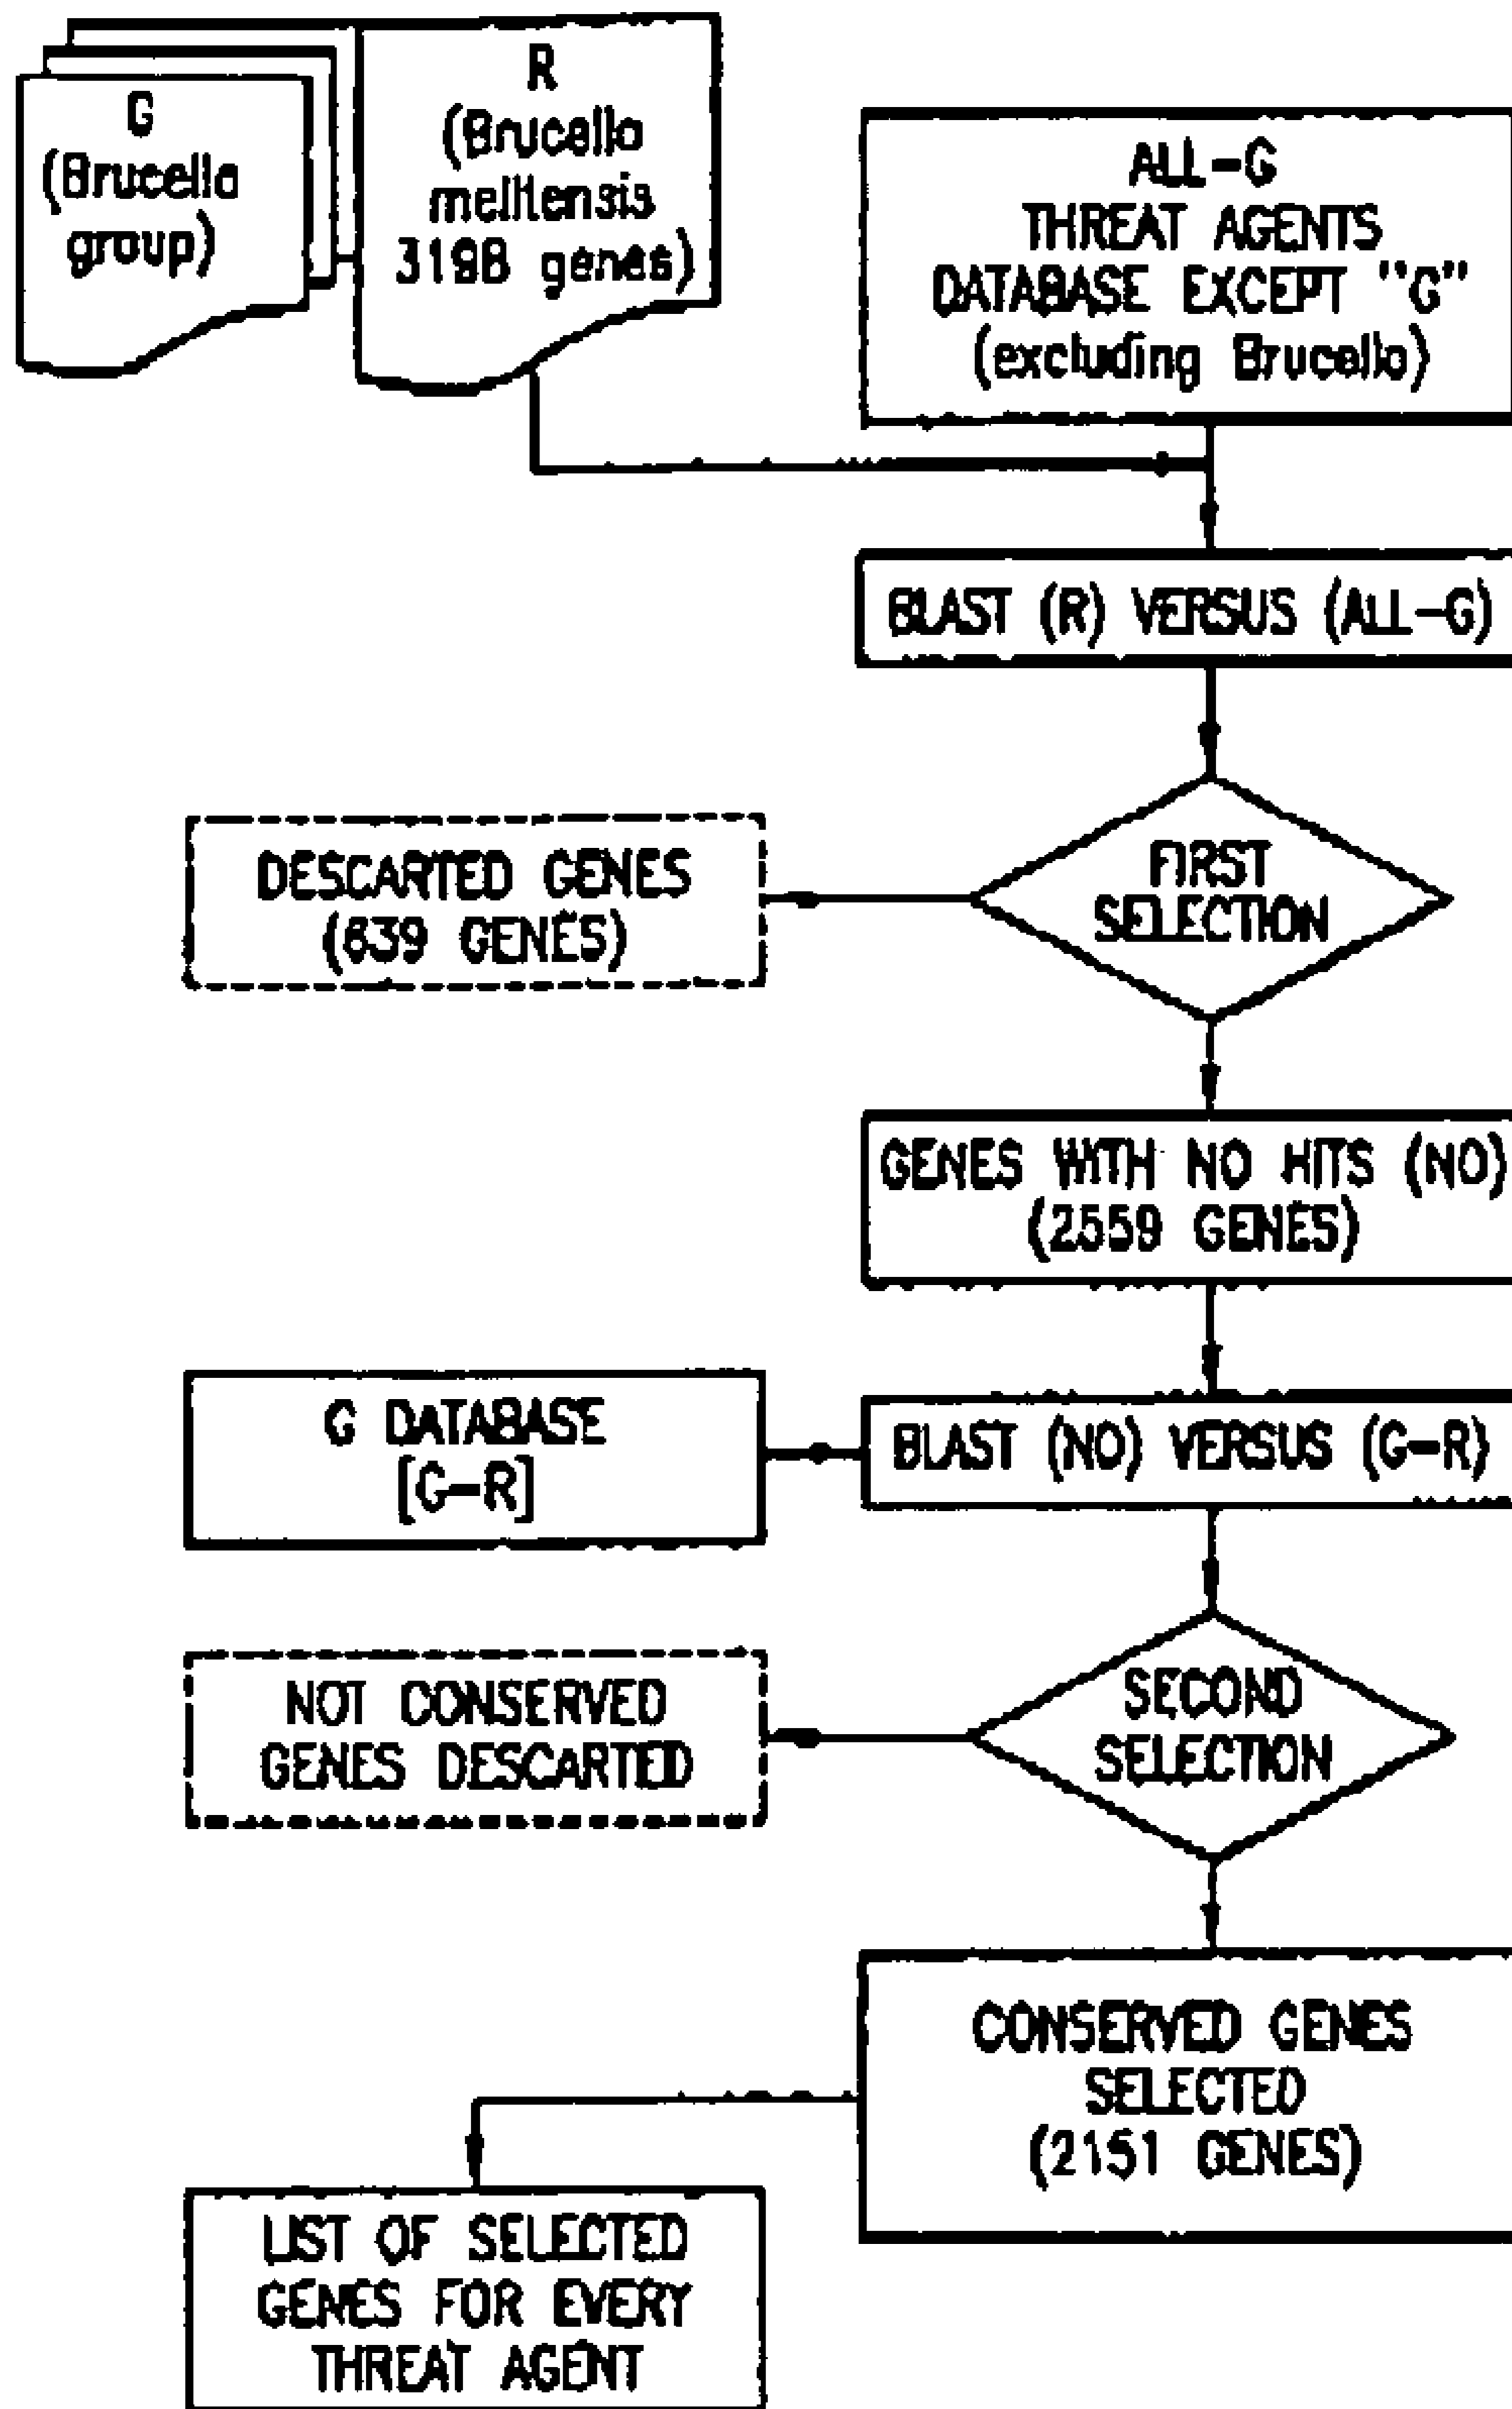 G
(Brucella
group)
R
(Brucella
melitensis
3198 genes)
ALL-G
THREAT AGENTS
DATABASE EXCEPT "G"
(excluding Brucella)
BLAST (R) VERSUS (ALL-G)
FIRST
SELECTION
DESCARTED GENES
(639 GENES)
GENES WITH NO HITS (NO)
(2559 GENES)
G DATABASE
[G-R]
BLAST (NO) VERSUS (G-R)
SECOND
SELECTION
NOT CONSERVED
GENES DESCARTED
CONSERVED GENES
SELECTED
(2151 GENES)
LIST OF SELECTED
GENES FOR EVERY
THREAT AGENT